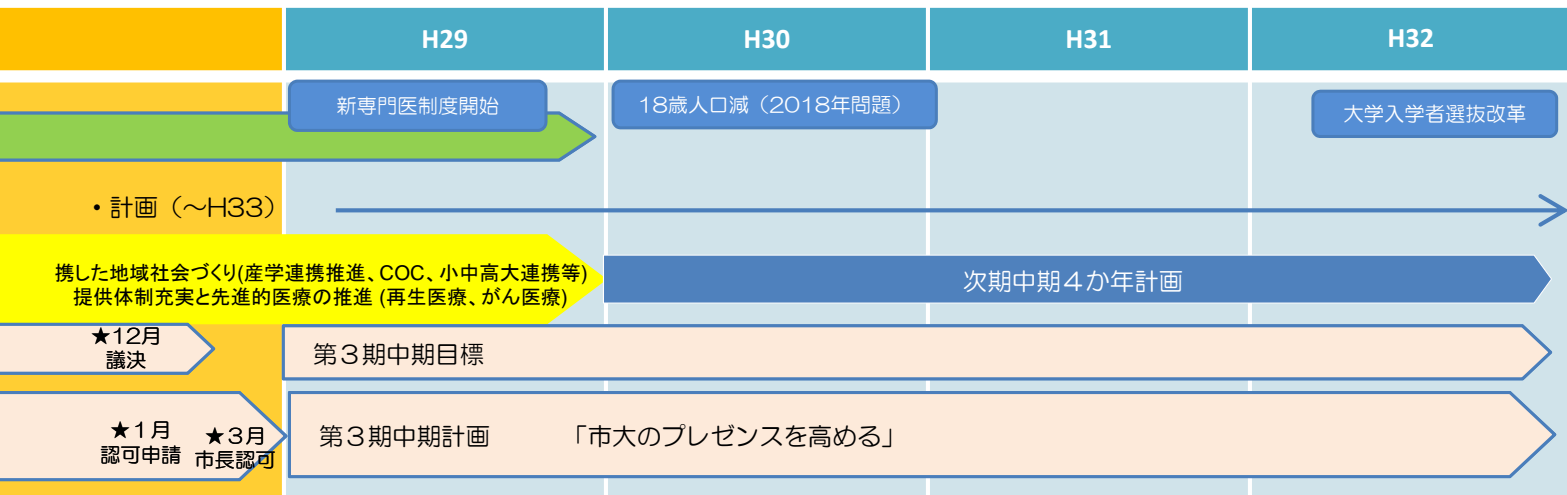 H29
H30
H31
H32
新専門医制度開始
18歳人口減（2018年問題）
大学入学者選抜改革
・計画（～H33）
携した地域社会づくり(産学連携推進、COC、小中高大連携等)
提供体制充実と先進的医療の推進 (再生医療、がん医療)
次期中期４か年計画
★12月
議決
第３期中期目標
★１月
認可申請
★３月
市長認可
第３期中期計画
「市大のプレゼンスを高める」